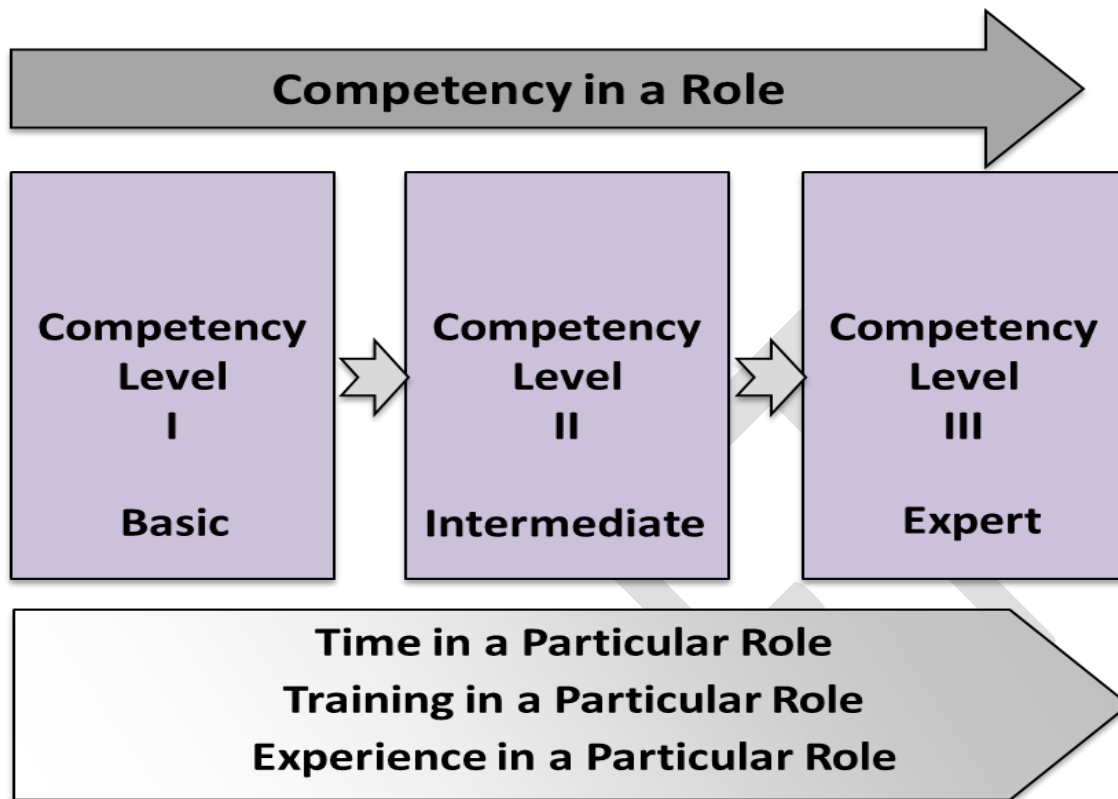 Competency in a Role
Competency
Level
I
Basic
Competency
Level
II
Intermediate
Competency
Level
III
Expert
Time in a Particular Role
Training in a Particular Role
Experience in a Particular Role